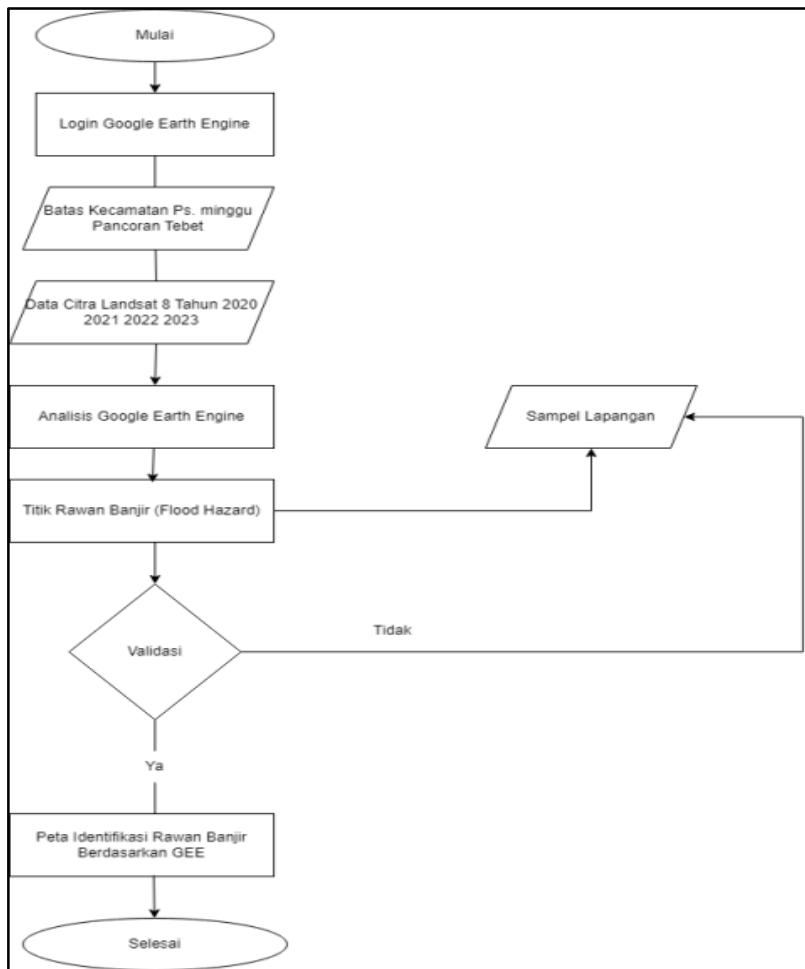 Mulai
Login Google Earth Engine
Batas Kecamatan Ps. minggu
Pancoran Tebet
Data Citra Landsat 8 Tahun 2020
2021 2022 2023
Analisis Google Earth Engine
Sampel Lapangan
Titik Rawan Banjir (Flood Hazard)
Tidak
Validasi
Ya
Peta Identifikasi Rawan Banjir
Berdasarkan GEE
Selesai